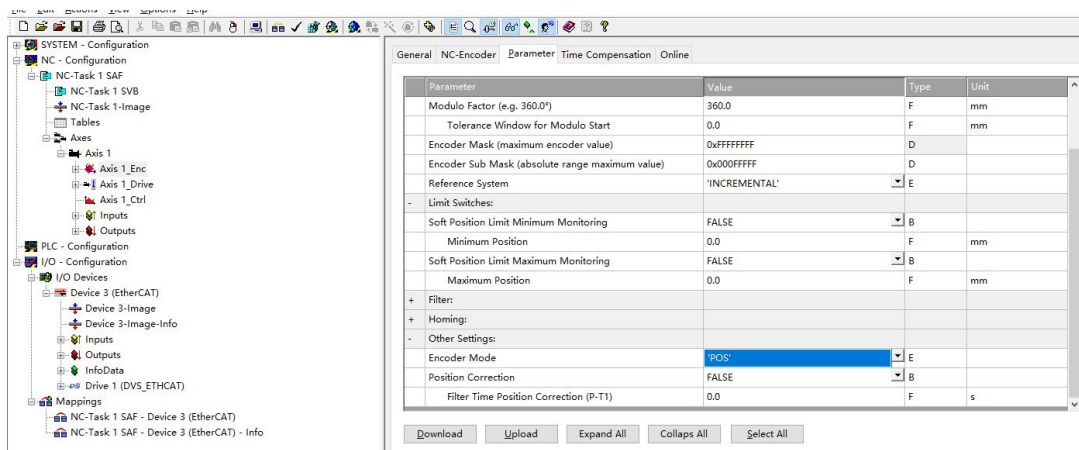 File Edit Actions View Options Help
SYSTEM - Configuration
NC - Configuration
NC-Task 1 SAF
NC-Task 1 SVB
NC-Task 1-Image
Tables
Axes
Axis 1
Axis 1_Enc
Axis 1_Drive
Axis 1_Ctrl
Inputs
Outputs
PLC - Configuration
I/O - Configuration
I/O Devices
Device 3 (EtherCAT)
Device 3-Image
Device 3-Image-Info
Inputs
Outputs
InfoData
Drive 1 (DVS_ETHCAT)
Mappings
NC-Task 1 SAF - Device 3 (EtherCAT)
NC-Task 1 SAF - Device 3 (EtherCAT) - Info
General NC-Encoder Parameter Time Compensation Online
Parameter Value Type Unit
Modulo Factor (e.g. 360.0°) 360.0 F mm
Tolerance Window for Modulo Start 0.0 F mm
Encoder Mask (maximum encoder value) 0xFFFFFFFF D
Encoder Sub Mask (absolute range maximum value) 0x000FFFFF D
Reference System 'INCREMENTAL' E
- Limit Switches:
Soft Position Limit Minimum Monitoring FALSE B
Minimum Position 0.0 F mm
Soft Position Limit Maximum Monitoring FALSE B
Maximum Position 0.0 F mm
+ Filter:
+ Homing:
- Other Settings:
Encoder Mode 'POS' E
Position Correction FALSE B
Filter Time Position Correction (P-T1) 0.0 F s
Download Upload Expand All Collaps All Select All